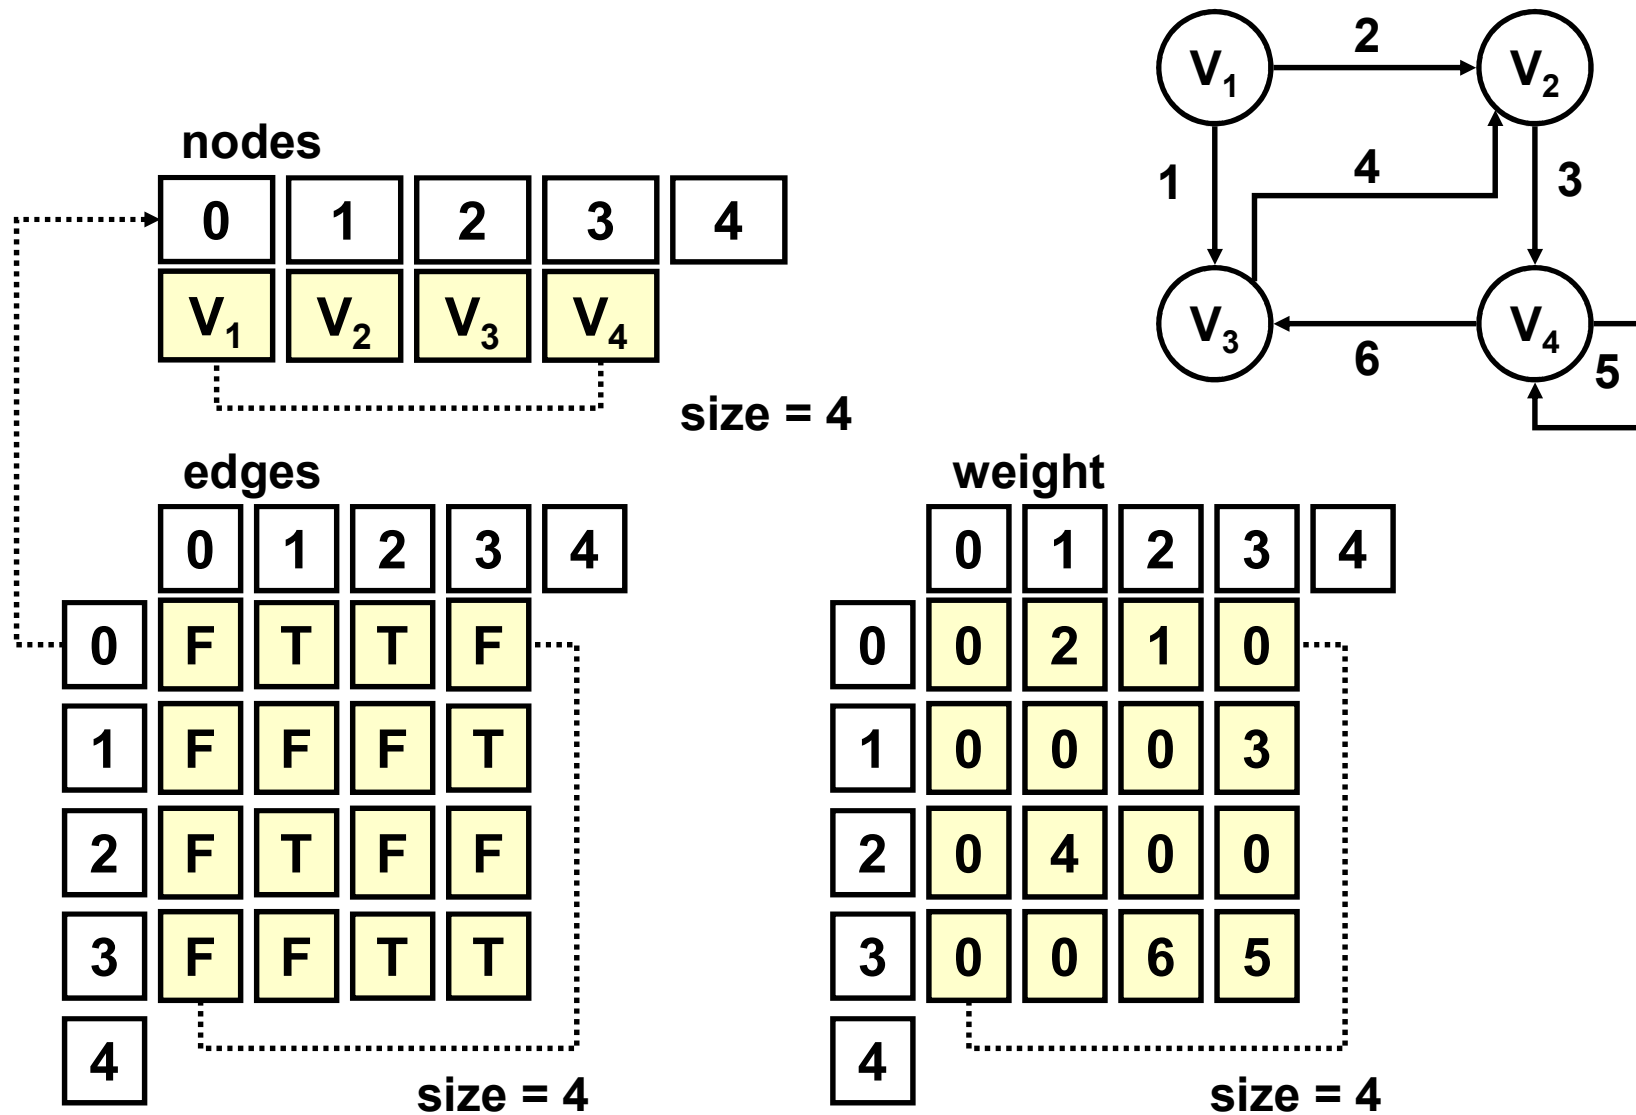 2
V1 V2
nodes
1 4 3
0 1 2 3 4
V1 V2 V3 V4
V3 V4
6 5
size = 4
edges
0 1 2 3 4
0 F T T F
1 F F F T
2 F T F F
3 F F T T
4
size = 4
weight
0 1 2 3 4
0 0 2 1 0
1 0 0 0 3
2 0 4 0 0
3 0 0 6 5
4
size = 4